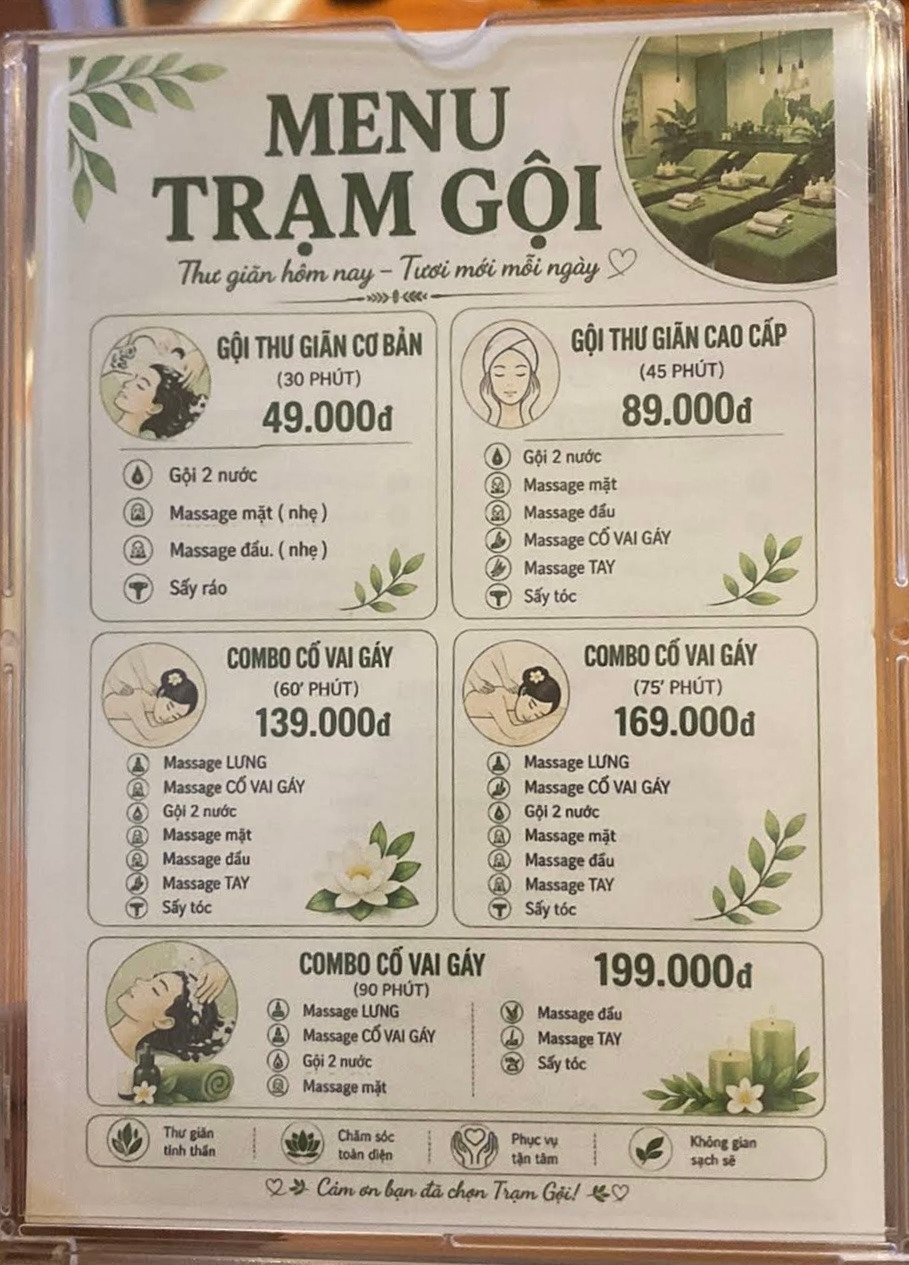 MENU
TRẠM GỘI
Thư giãn hôm nay – Tươi mới mỗi ngày
GỘI THƯ GIÃN CƠ BẢN
(30 PHÚT)
49.000đ
Gội 2 nước
Massage mặt ( nhẹ )
Massage đầu. ( nhẹ )
Sấy ráo
GỘI THƯ GIÃN CAO CẤP
(45 PHÚT)
89.000đ
Gội 2 nước
Massage mặt
Massage đầu
Massage CỔ VAI GÁY
Massage TAY
Sấy tóc
COMBO CỔ VAI GÁY
(60’ PHÚT)
139.000đ
Massage LƯNG
Massage CỔ VAI GÁY
Gội 2 nước
Massage mặt
Massage đầu
Massage TAY
Sấy tóc
COMBO CỔ VAI GÁY
(75’ PHÚT)
169.000đ
Massage LƯNG
Massage CỔ VAI GÁY
Gội 2 nước
Massage mặt
Massage đầu
Massage TAY
Sấy tóc
COMBO CỔ VAI GÁY
(90 PHÚT)
199.000đ
Massage LƯNG
Massage CỔ VAI GÁY
Gội 2 nước
Massage mặt
Massage đầu
Massage TAY
Sấy tóc
Thư giãn
tinh thần
Chăm sóc
toàn diện
Phục vụ
tận tâm
Không gian
sạch sẽ
Cảm ơn bạn đã chọn Trạm Gội!